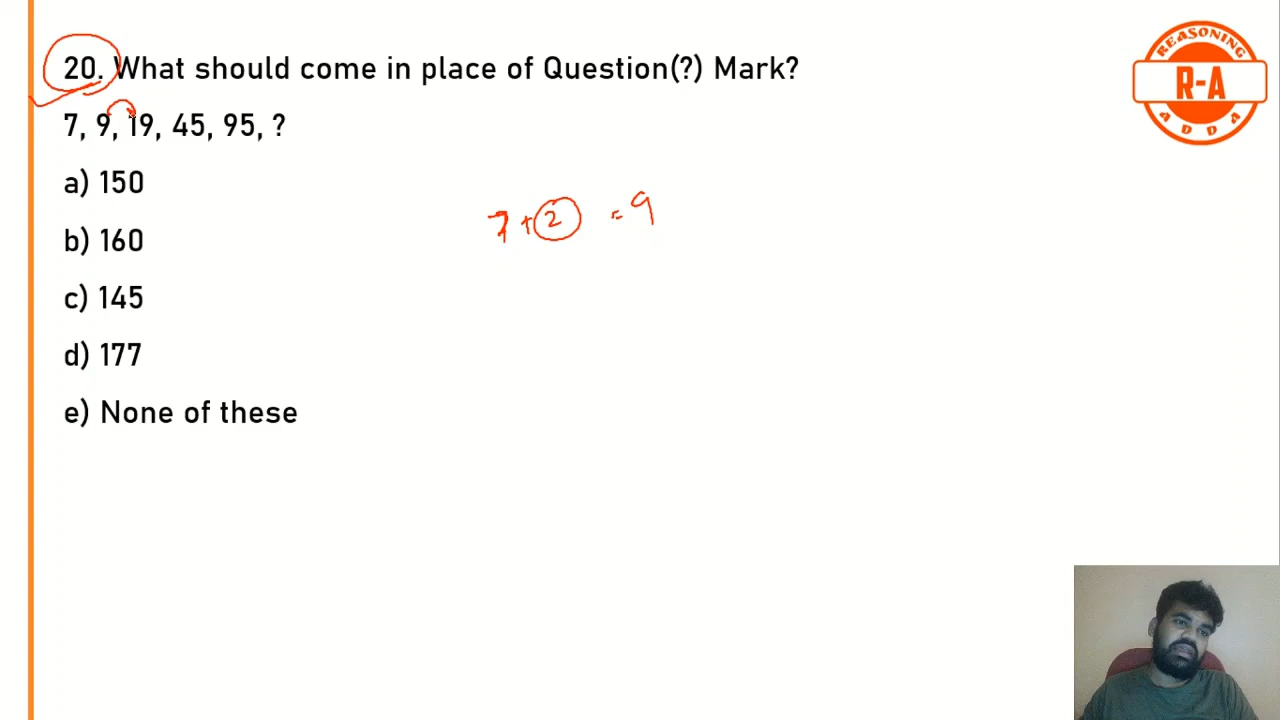 20. What should come in place of Question(?) Mark?
7, 9, 19, 45, 95, ?
a) 150
b) 160
c) 145
d) 177
e) None of these
7 + 2 = 9
REASONING
R-A
ADDA